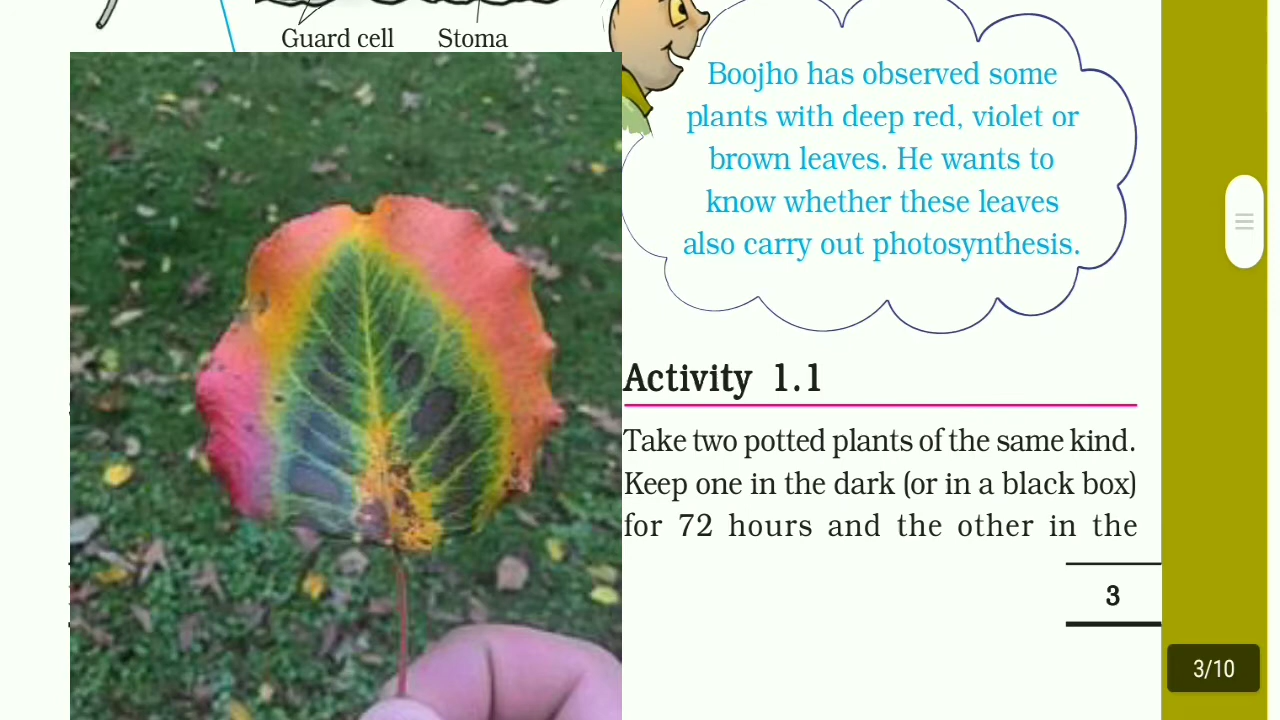 Guard cell Stoma
Boojho has observed some
plants with deep red, violet or
brown leaves. He wants to
know whether these leaves
also carry out photosynthesis.
Activity 1.1
Take two potted plants of the same kind.
Keep one in the dark (or in a black box)
for 72 hours and the other in the
3
3/10